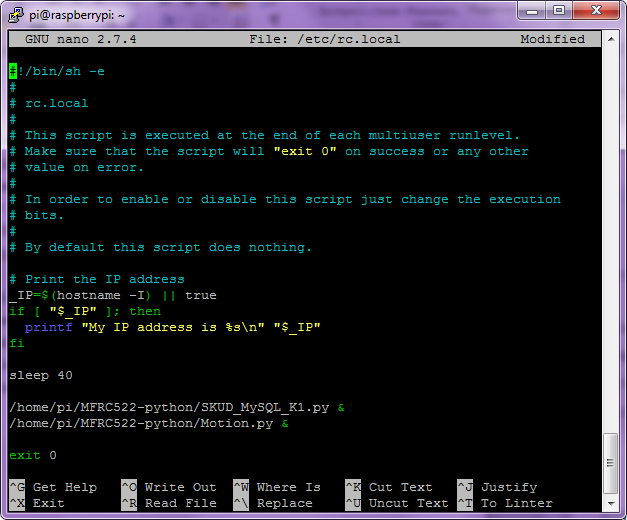 pi@raspberrypi: ~
GNU nano 2.7.4 File: /etc/rc.local Modified
#!/bin/sh -e
#
# rc.local
#
# This script is executed at the end of each multiuser runlevel.
# Make sure that the script will "exit 0" on success or any other
# value on error.
#
# In order to enable or disable this script just change the execution
# bits.
#
# By default this script does nothing.
# Print the IP address
_IP=$(hostname -I) || true
if [ "$_IP" ]; then
  printf "My IP address is %s\n" "$_IP"
fi
sleep 40
/home/pi/MFRC522-python/SKUD_MySQL_K1.py &
/home/pi/MFRC522-python/Motion.py &
exit 0
^G Get Help ^O Write Out ^W Where Is ^K Cut Text ^J Justify
^X Exit ^R Read File ^\ Replace ^U Uncut Text ^T To Linter